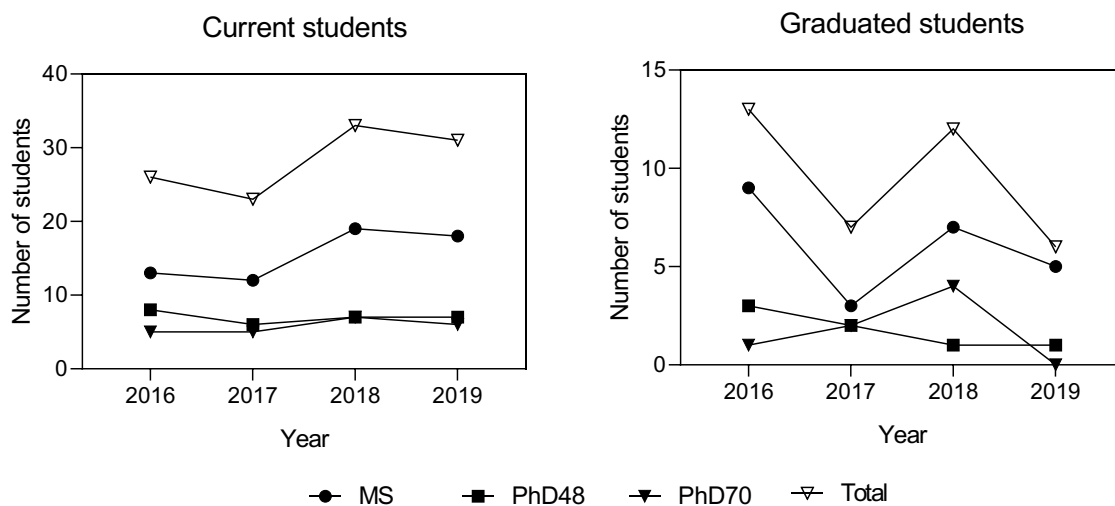 Current students
40
30
20
10
0
Number of students
2016 2017 2018 2019
Year
Graduated students
15
10
5
0
Number of students
2016 2017 2018 2019
Year
MS PhD48 PhD70 Total